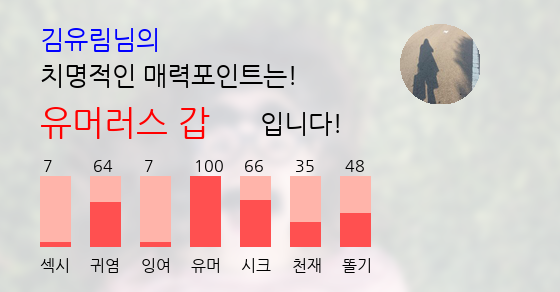 김유림님의
치명적인 매력포인트는!
유머러스 갑 입니다!
7 64 7 100 66 35 48
섹시 귀염 잉여 유머 시크 천재 똘기